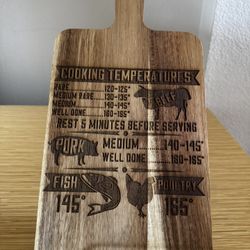 COOKING TEMPERATURES
RARE 120-125°
MEDIUM RARE 130-135°
MEDIUM 140-145°
WELL DONE 160-165°
BEEF
REST 5 MINUTES BEFORE SERVING
PORK MEDIUM 140-145°
WELL DONE 160-165°
FISH POULTRY
145° 165°